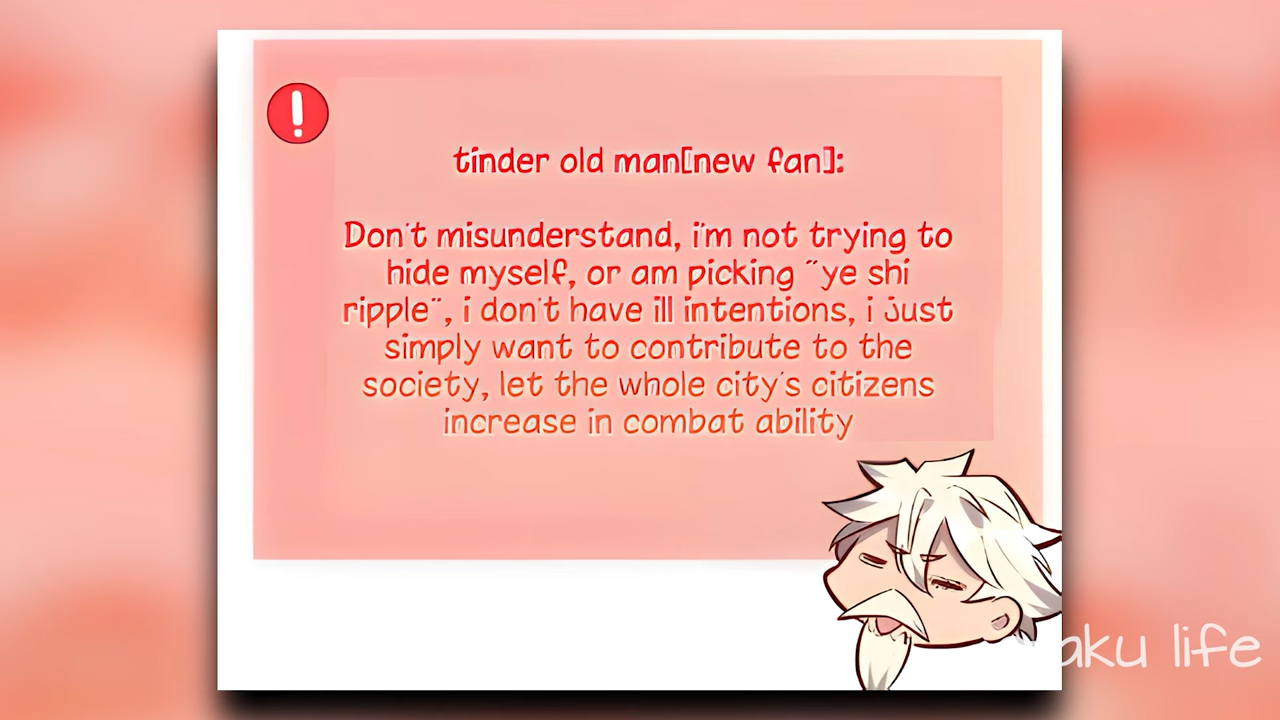 !
tinder old man[new fan]:
Don't misunderstand, i'm not trying to
hide myself, or am picking "ye shi
ripple", i don't have ill intentions, i just
simply want to contribute to the
society, let the whole city's citizens
increase in combat ability
aku life